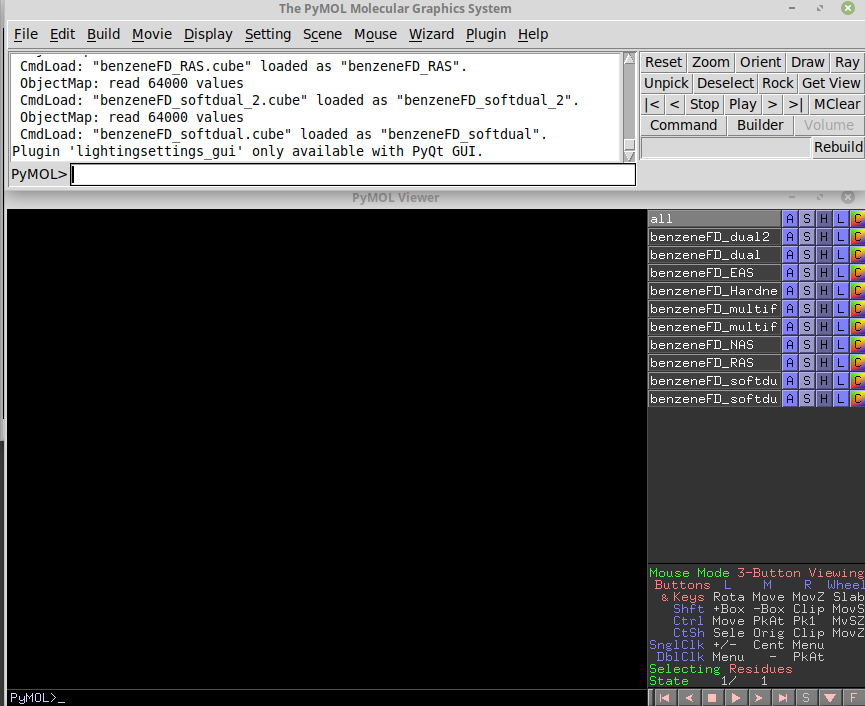 The PyMOL Molecular Graphics System
File Edit Build Movie Display Setting Scene Mouse Wizard Plugin Help
CmdLoad: "benzeneFD_RAS.cube" loaded as "benzeneFD_RAS".
ObjectMap: read 64000 values
CmdLoad: "benzeneFD_softdual_2.cube" loaded as "benzeneFD_softdual_2".
ObjectMap: read 64000 values
CmdLoad: "benzeneFD_softdual.cube" loaded as "benzeneFD_softdual".
Plugin 'lightingsettings_gui' only available with PyQt GUI.
PyMOL>
Reset Zoom Orient Draw Ray
Unpick Deselect Rock Get View
|< < Stop Play > >| MClear
Command Builder Volume
Rebuild
PyMOL Viewer
all A S H L C
benzeneFD_dual2 A S H L C
benzeneFD_dual A S H L C
benzeneFD_EAS A S H L C
benzeneFD_Hardne A S H L C
benzeneFD_multif A S H L C
benzeneFD_multif A S H L C
benzeneFD_NAS A S H L C
benzeneFD_RAS A S H L C
benzeneFD_softdu A S H L C
benzeneFD_softdu A S H L C
Mouse Mode 3-Button Viewing
Buttons L M R Wheel
& Keys Rota Move MovZ Slab
Shft +Box -Box Clip MovS
Ctrl Move PkAt Pk1 MvSZ
CtSh Sele Orig Clip MovZ
SnglClk +/- Cent Menu
DblClk Menu - PkAt
Selecting Residues
State 1/ 1
PyMOL>_
S F